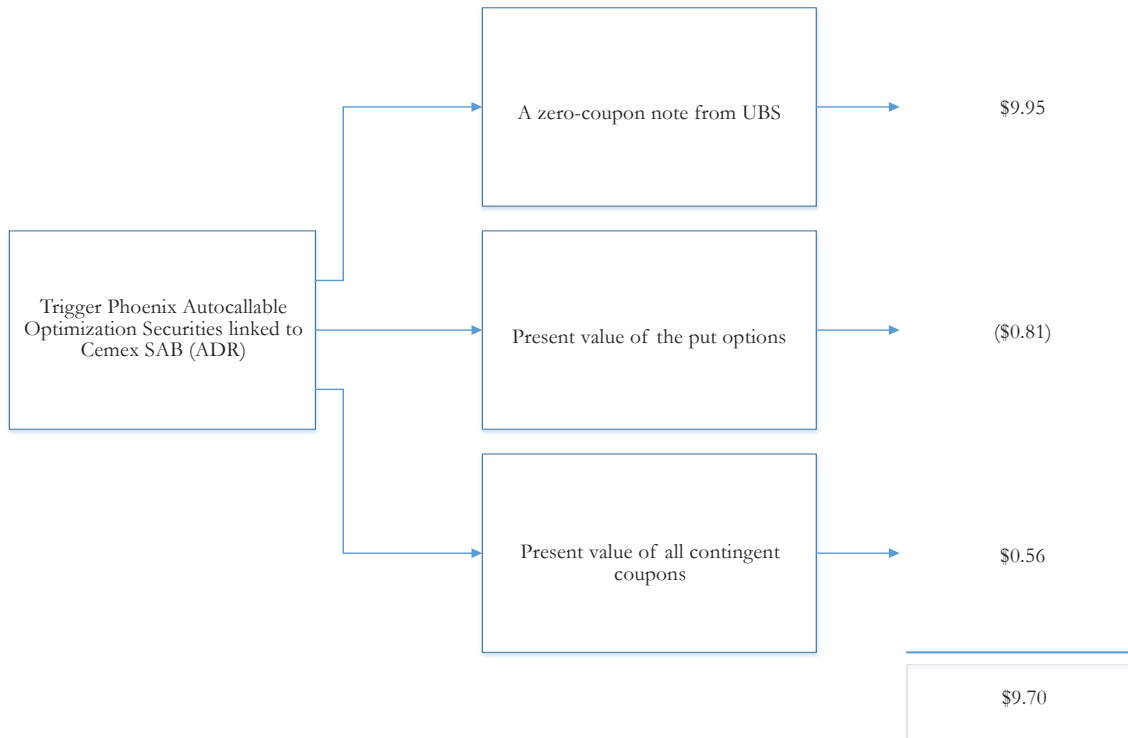 A zero-coupon note from UBS
$9.95
Trigger Phoenix Autocallable
Optimization Securities linked to
Cemex SAB (ADR)
Present value of the put options
($0.81)
Present value of all contingent
coupons
$0.56
$9.70